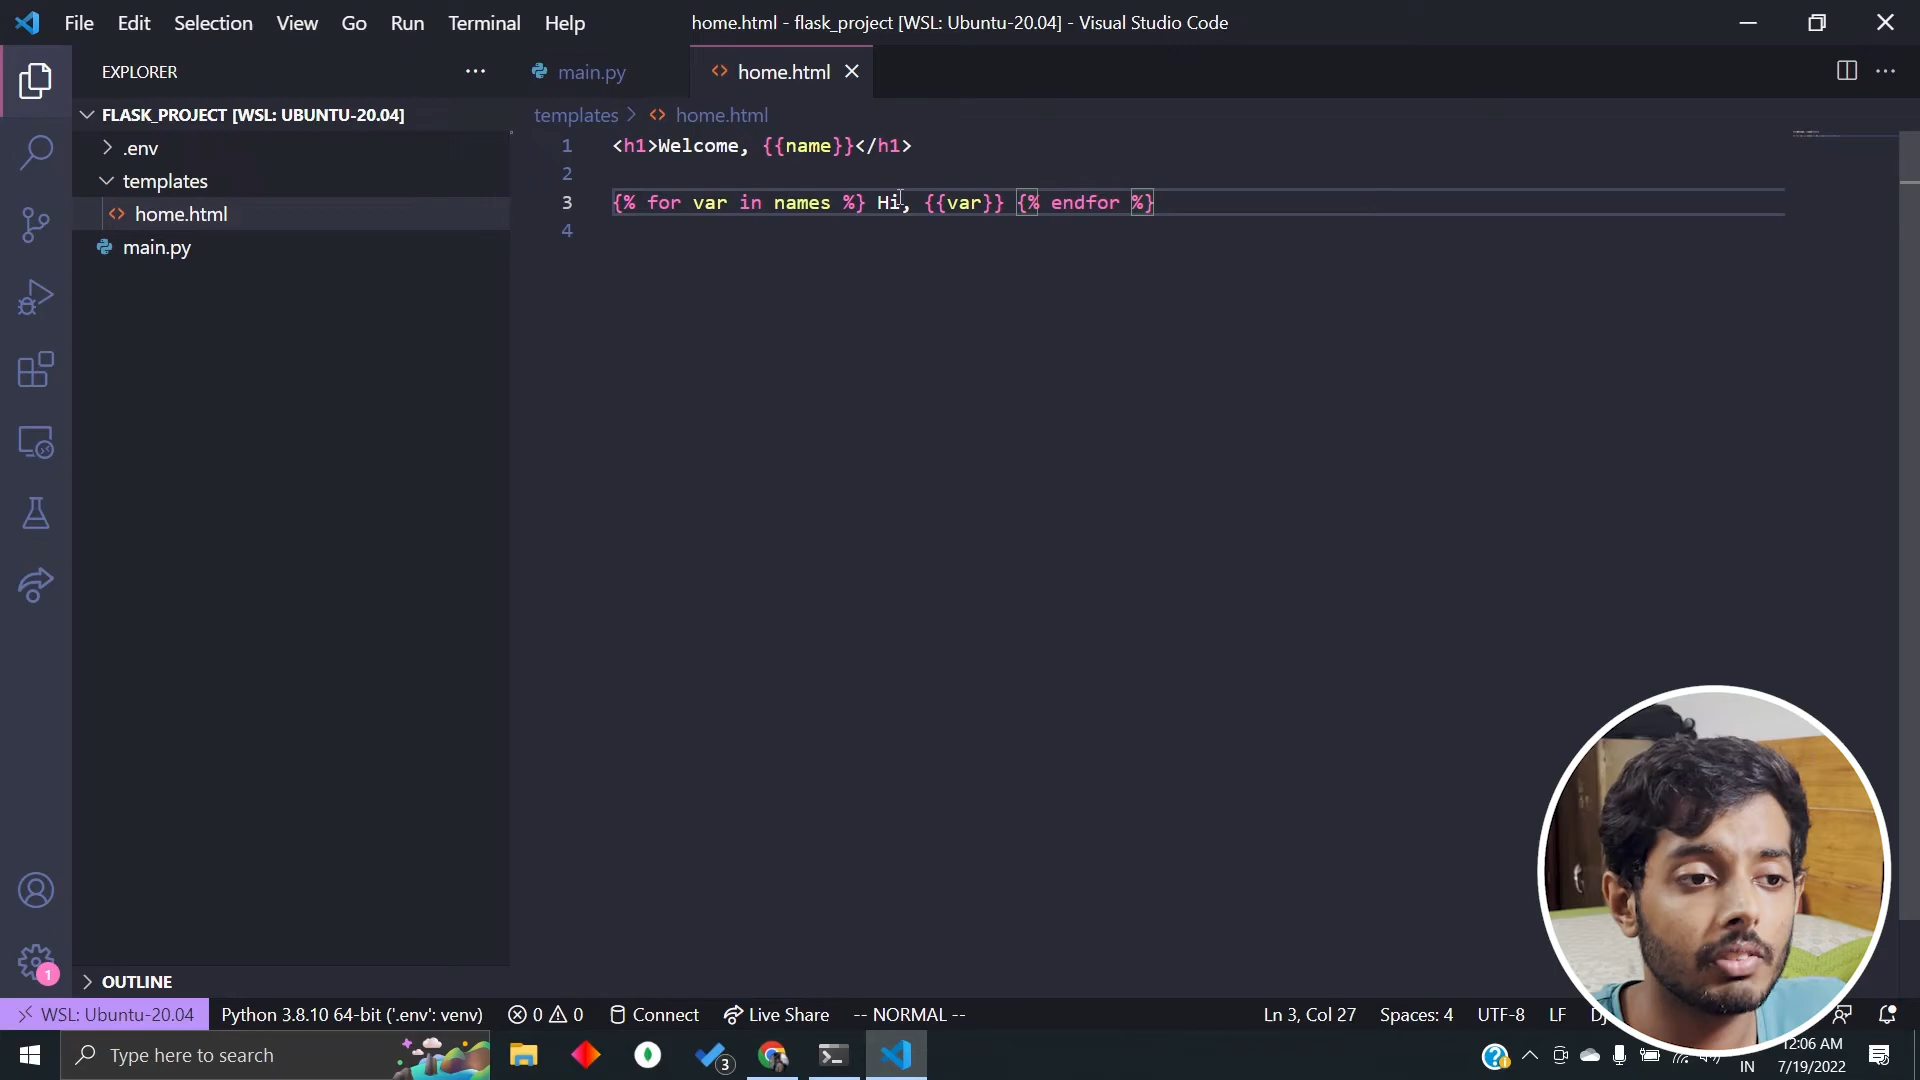 File Edit Selection View Go Run Terminal Help home.html - flask_project [WSL: Ubuntu-20.04] - Visual Studio Code
EXPLORER
main.py
home.html
FLASK_PROJECT [WSL: UBUNTU-20.04]
templates > home.html
.env
templates
home.html
main.py
1 <h1>Welcome, {{name}}</h1>
2
3 {% for var in names %} Hi, {{var}} {% endfor %}
4
1
OUTLINE
WSL: Ubuntu-20.04 Python 3.8.10 64-bit ('.env': venv) 0 0 Connect Live Share -- NORMAL -- Ln 3, Col 27 Spaces: 4 UTF-8 LF
Type here to search
3
IN
12:06 AM
7/19/2022